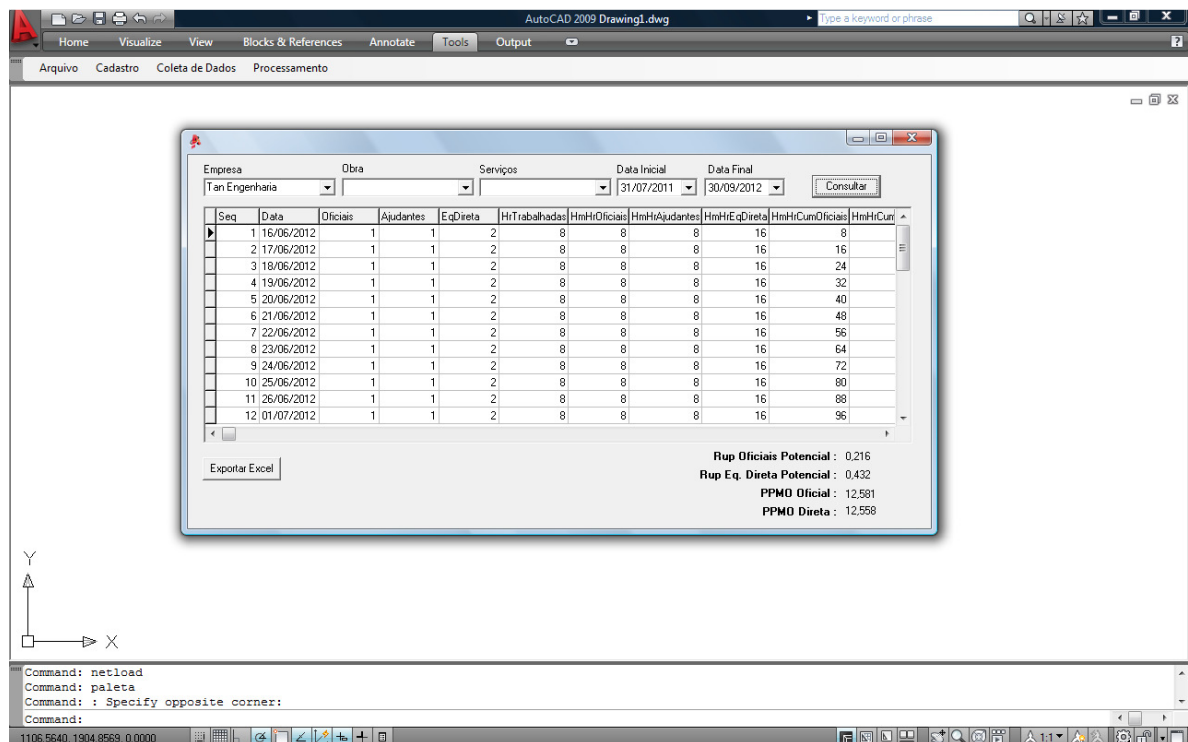 AutoCAD 2009 Drawing1.dwg
Type a keyword or phrase
Home Visualize View Blocks & References Annotate Tools Output
Arquivo Cadastro Coleta de Dados Processamento
Empresa Obra Serviços Data Inicial Data Final
Tan Engenharia 31/07/2011 30/09/2012 Consultar
Seq Data Oficiais Ajudantes EqDireta HrTrabalhadas HmHrOficiais HmHrAjudantes HmHrEqDireta HmHrCumOficiais HmHrCum
1 16/06/2012 1 1 2 8 8 8 16 8
2 17/06/2012 1 1 2 8 8 8 16 16
3 18/06/2012 1 1 2 8 8 8 16 24
4 19/06/2012 1 1 2 8 8 8 16 32
5 20/06/2012 1 1 2 8 8 8 16 40
6 21/06/2012 1 1 2 8 8 8 16 48
7 22/06/2012 1 1 2 8 8 8 16 56
8 23/06/2012 1 1 2 8 8 8 16 64
9 24/06/2012 1 1 2 8 8 8 16 72
10 25/06/2012 1 1 2 8 8 8 16 80
11 26/06/2012 1 1 2 8 8 8 16 88
12 01/07/2012 1 1 2 8 8 8 16 96
Exportar Excel
Rup Oficiais Potencial : 0,216
Rup Eq. Direta Potencial : 0,432
PPMO Oficial : 12,581
PPMO Direta : 12,558
Y
X
Command: netload
Command: paleta
Command: : Specify opposite corner:
Command:
1106.5640, 1904.8569, 0.0000 1:1